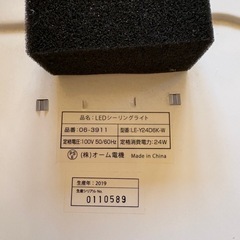 品名：LEDシーリングライト
品番：06-3911 型番：LE-Y24D6K-W
定格電圧：100V 50/60Hz 定格消費電力：24W
(株)オーム電機 Made in China
生産年：2019
生産シリアルNo.
0110589